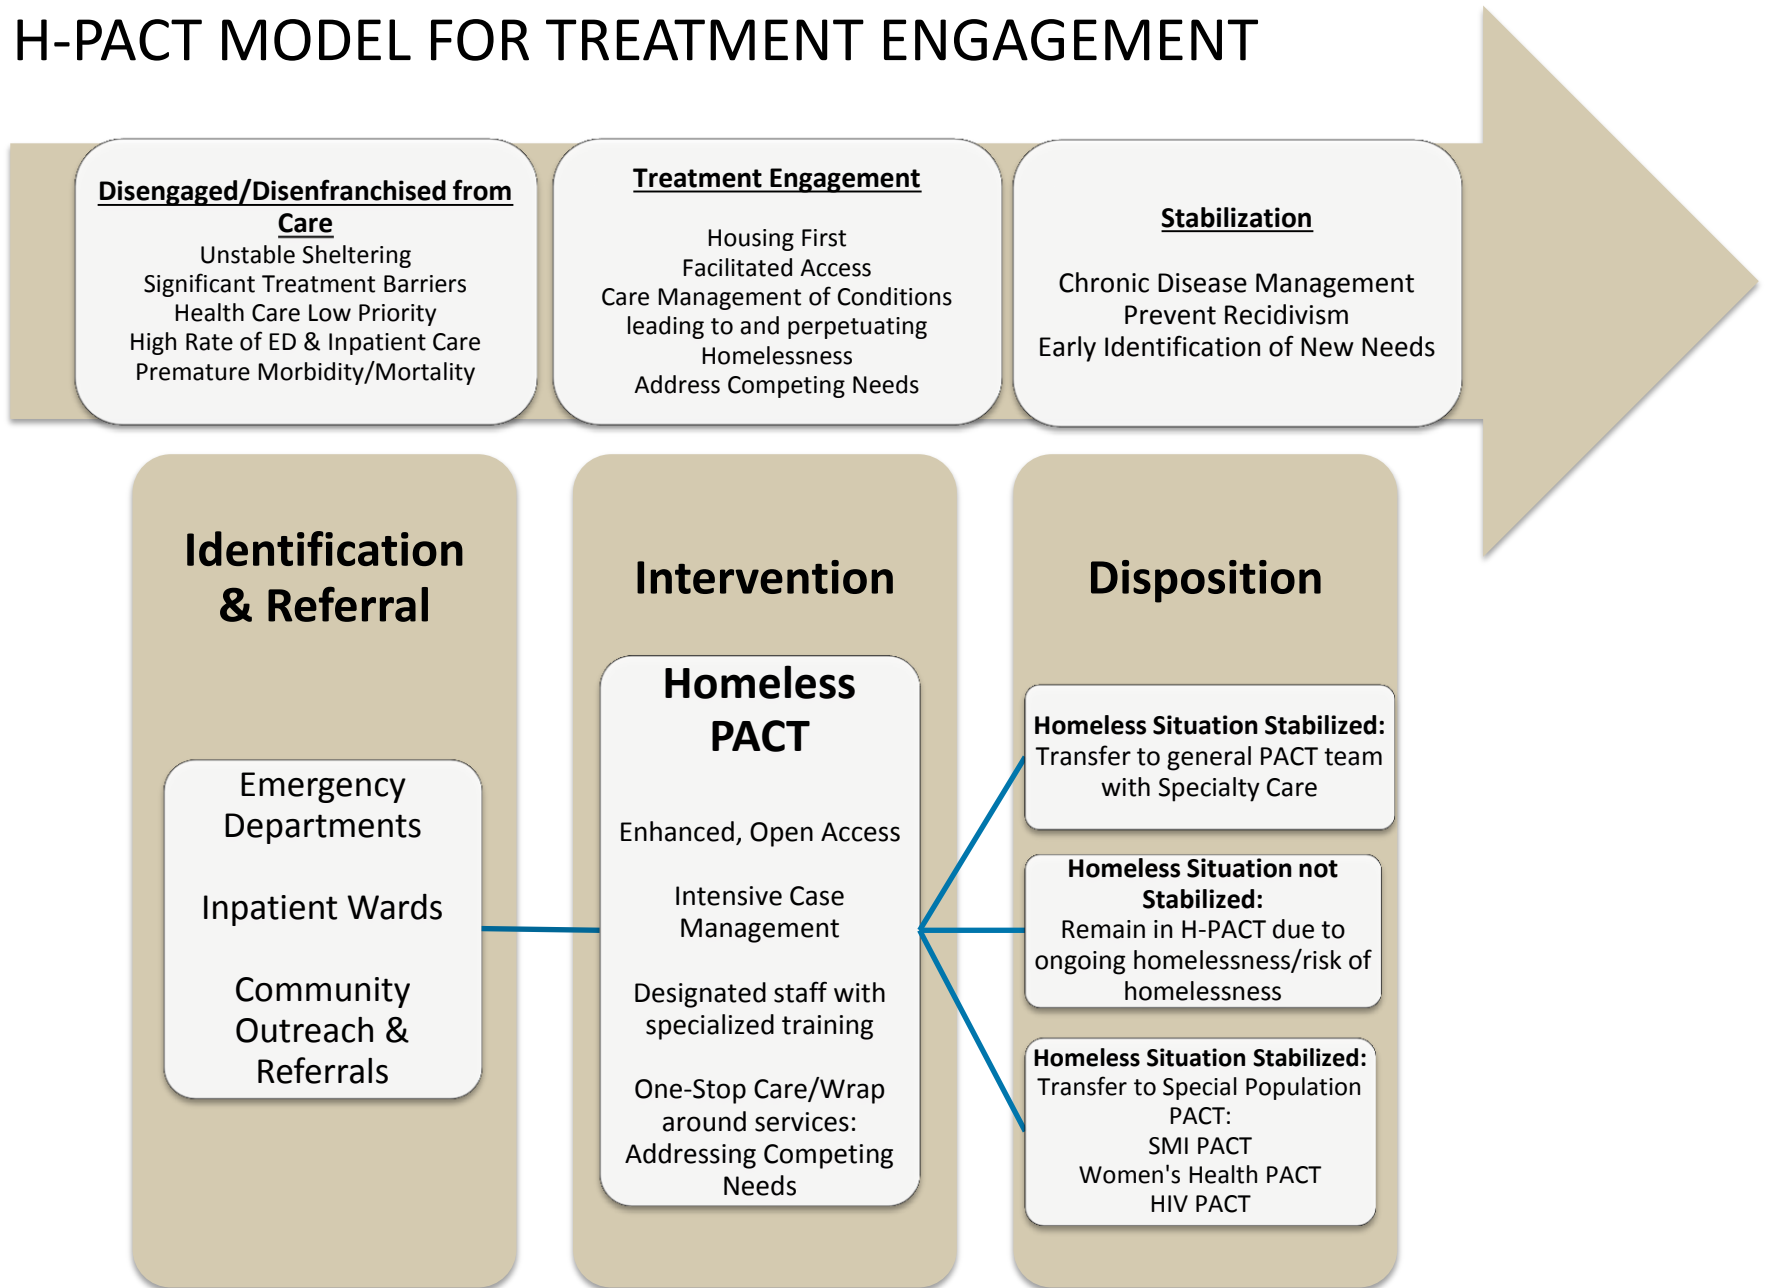 H-PACT MODEL FOR TREATMENT ENGAGEMENT
Disengaged/Disenfranchised from
Care
Unstable Sheltering
Significant Treatment Barriers
Health Care Low Priority
High Rate of ED & Inpatient Care
Premature Morbidity/Mortality
Treatment Engagement
Housing First
Facilitated Access
Care Management of Conditions
leading to and perpetuating
Homelessness
Address Competing Needs
Stabilization
Chronic Disease Management
Prevent Recidivism
Early Identification of New Needs
Identification
& Referral
Emergency
Departments
Inpatient Wards
Community
Outreach &
Referrals
Intervention
Homeless
PACT
Enhanced, Open Access
Intensive Case
Management
Designated staff with
specialized training
One-Stop Care/Wrap
around services:
Addressing Competing
Needs
Disposition
Homeless Situation Stabilized:
Transfer to general PACT team
with Specialty Care
Homeless Situation not
Stabilized:
Remain in H-PACT due to
ongoing homelessness/risk of
homelessness
Homeless Situation Stabilized:
Transfer to Special Population
PACT:
SMI PACT
Women's Health PACT
HIV PACT